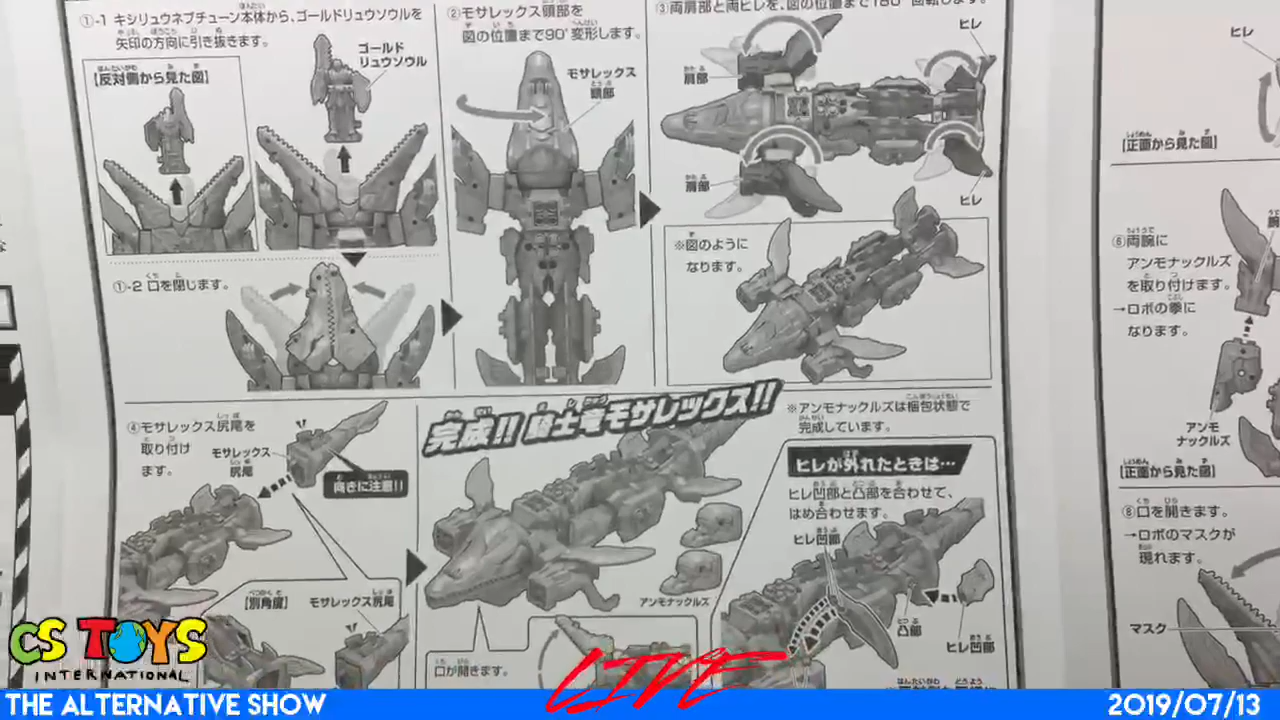 ①-1 キシリュウネプチューン本体から、ゴールドリュウソウルを
矢印の方向に引き抜きます。
【反対側から見た図】
ゴールド
リュウソウル
①-2 口を閉じます。
②モサレックス頭部を
図の位置まで90°変形します。
モサレックス
頭部
③両肩部と両ヒレを、図の位置まで180°回転します。
肩部
肩部
ヒレ
ヒレ
※図のように
なります。
④モサレックス尻尾を
取り付け
ます。
モサレックス
尻尾
向きに注意!!
【別角度】
モサレックス尻尾
完成!! 騎士竜モサレックス!!
アンモナックルズ
口が開きます。
※アンモナックルズは梱包状態で
完成しています。
ヒレが外れたときは…
ヒレ凹部と凸部を合わせて、
はめ合わせます。
ヒレ凹部
凸部
ヒレ凹部
ヒレ
【正面から見た図】
⑥両腕に
アンモナックルズ
を取り付けます。
→ロボの拳に
なります。
アンモ
ナックルズ
【正面から見た図】
⑧口を開きます。
→ロボのマスクが
現れます。
マスク
CS TOYS
INTERNATIONAL
LIVE
THE ALTERNATIVE SHOW
2019/07/13